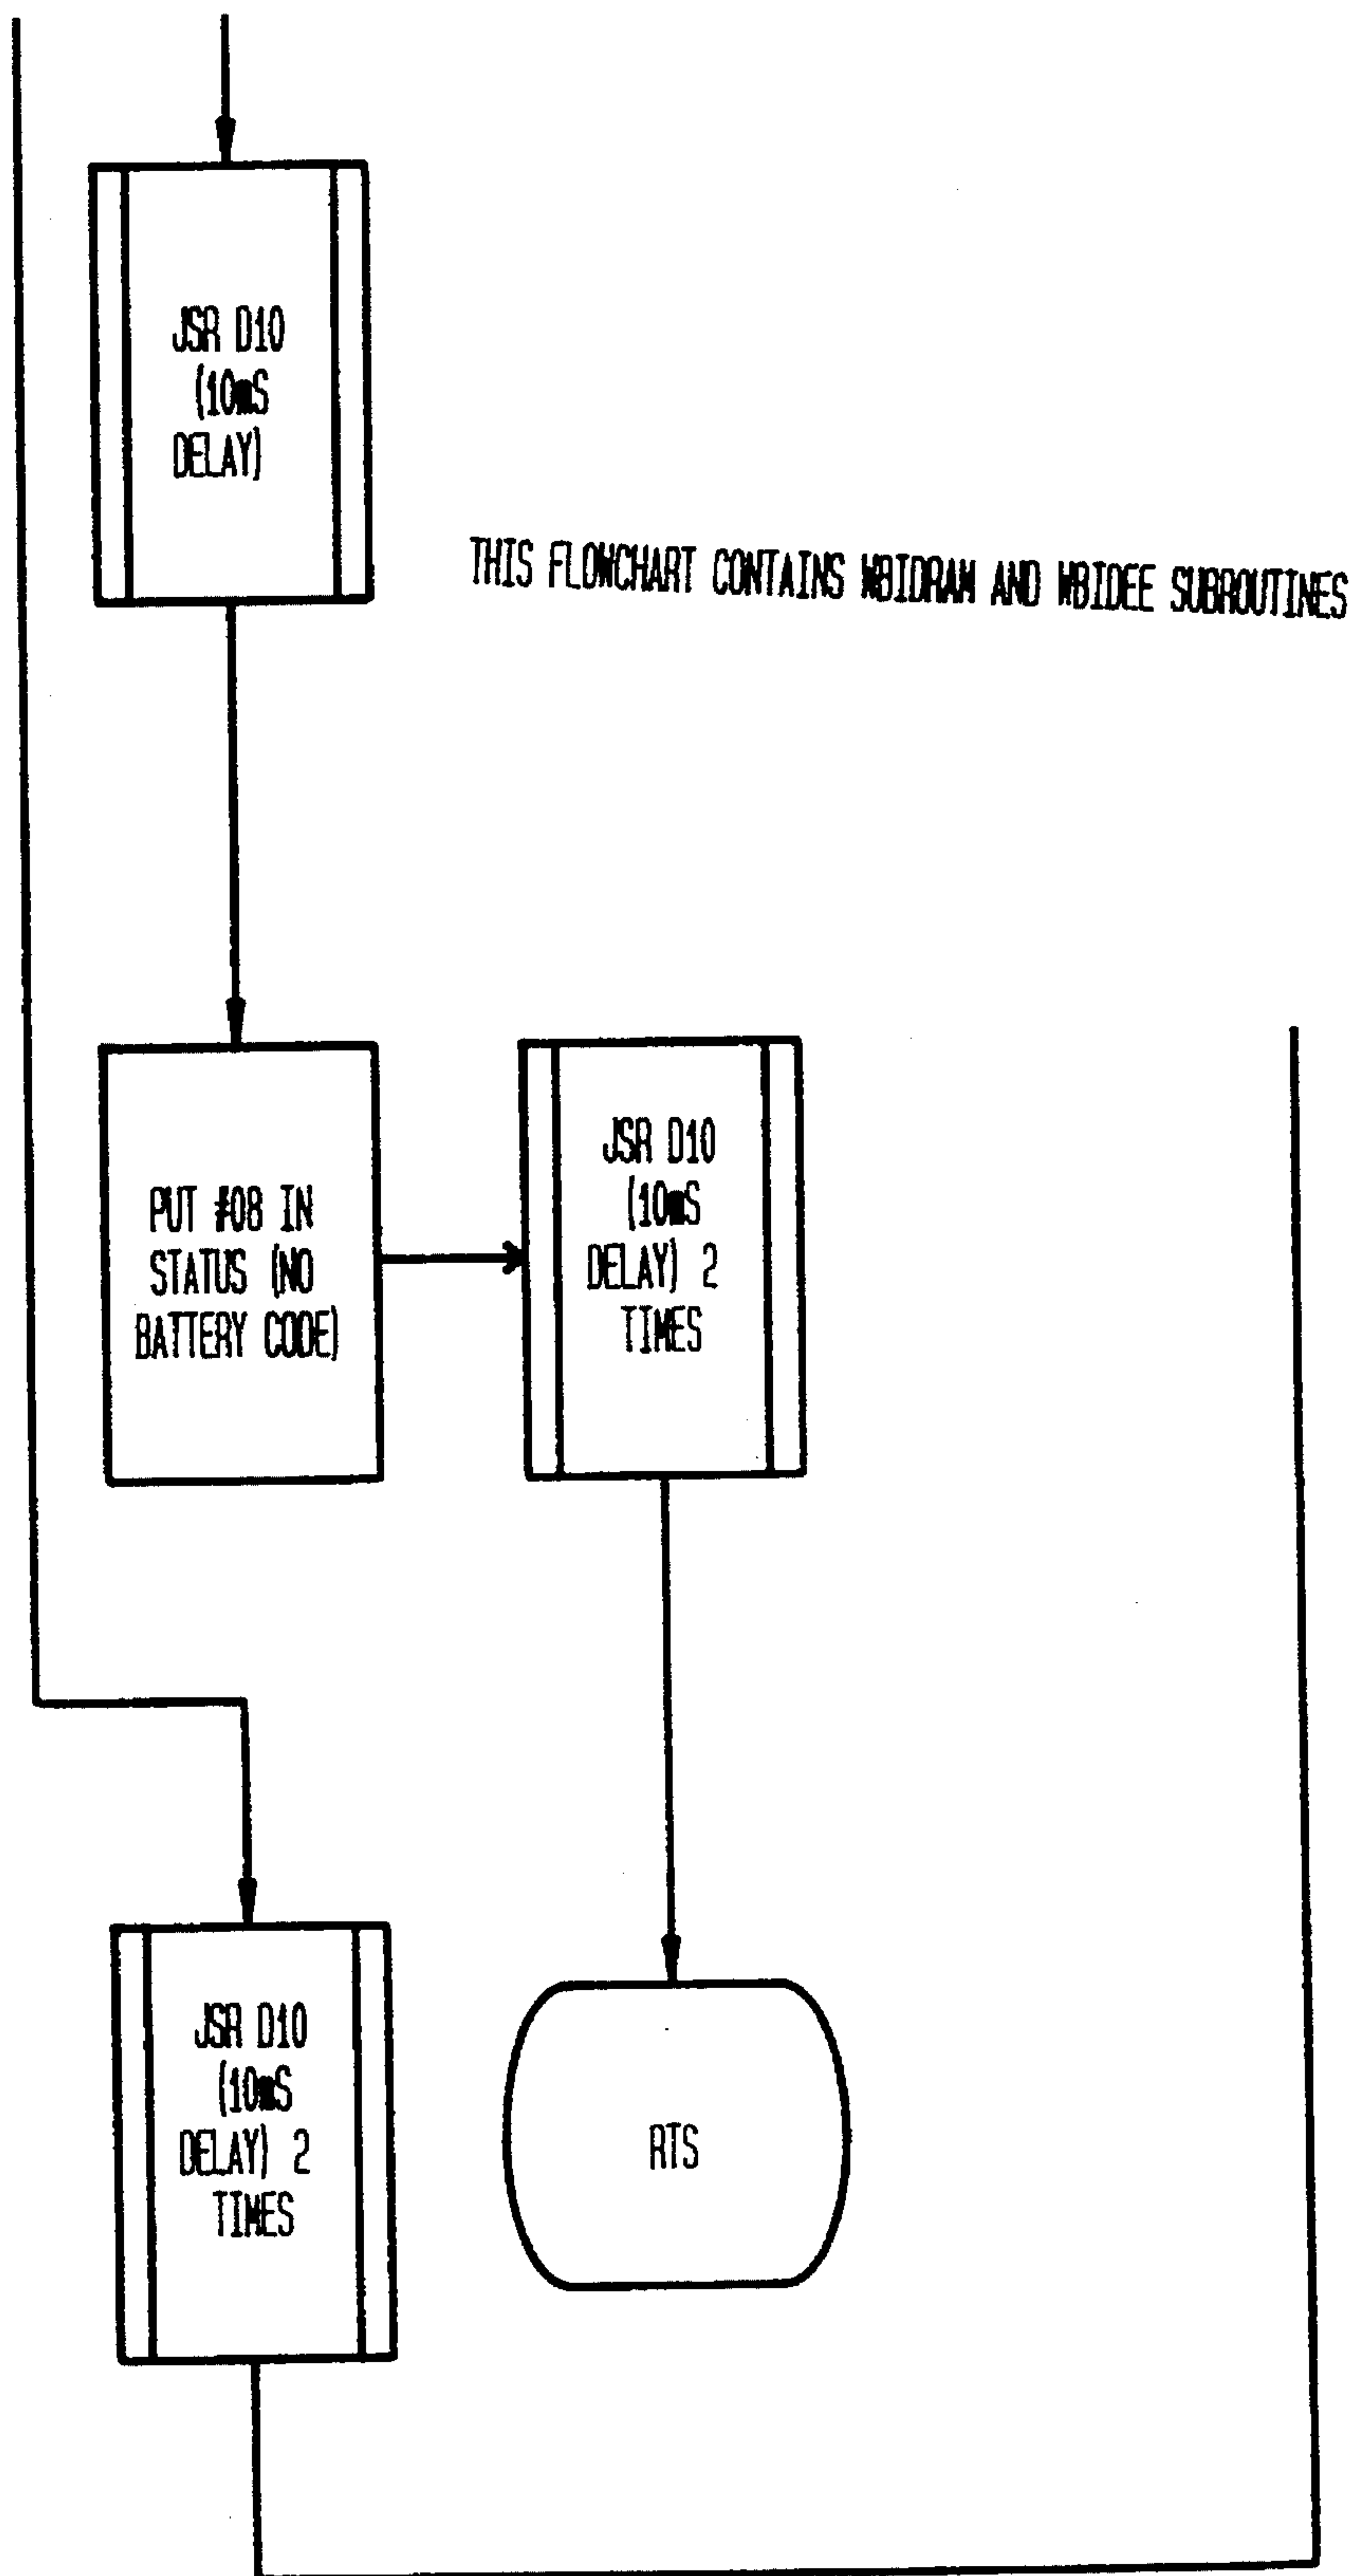 JSR D10
(10mS
DELAY)
THIS FLOWCHART CONTAINS WBIDRAM AND WBIDEE SUBROUTINES
PUT #08 IN
STATUS (NO
BATTERY CODE)
JSR D10
(10mS
DELAY) 2
TIMES
JSR D10
(10mS
DELAY) 2
TIMES
RTS